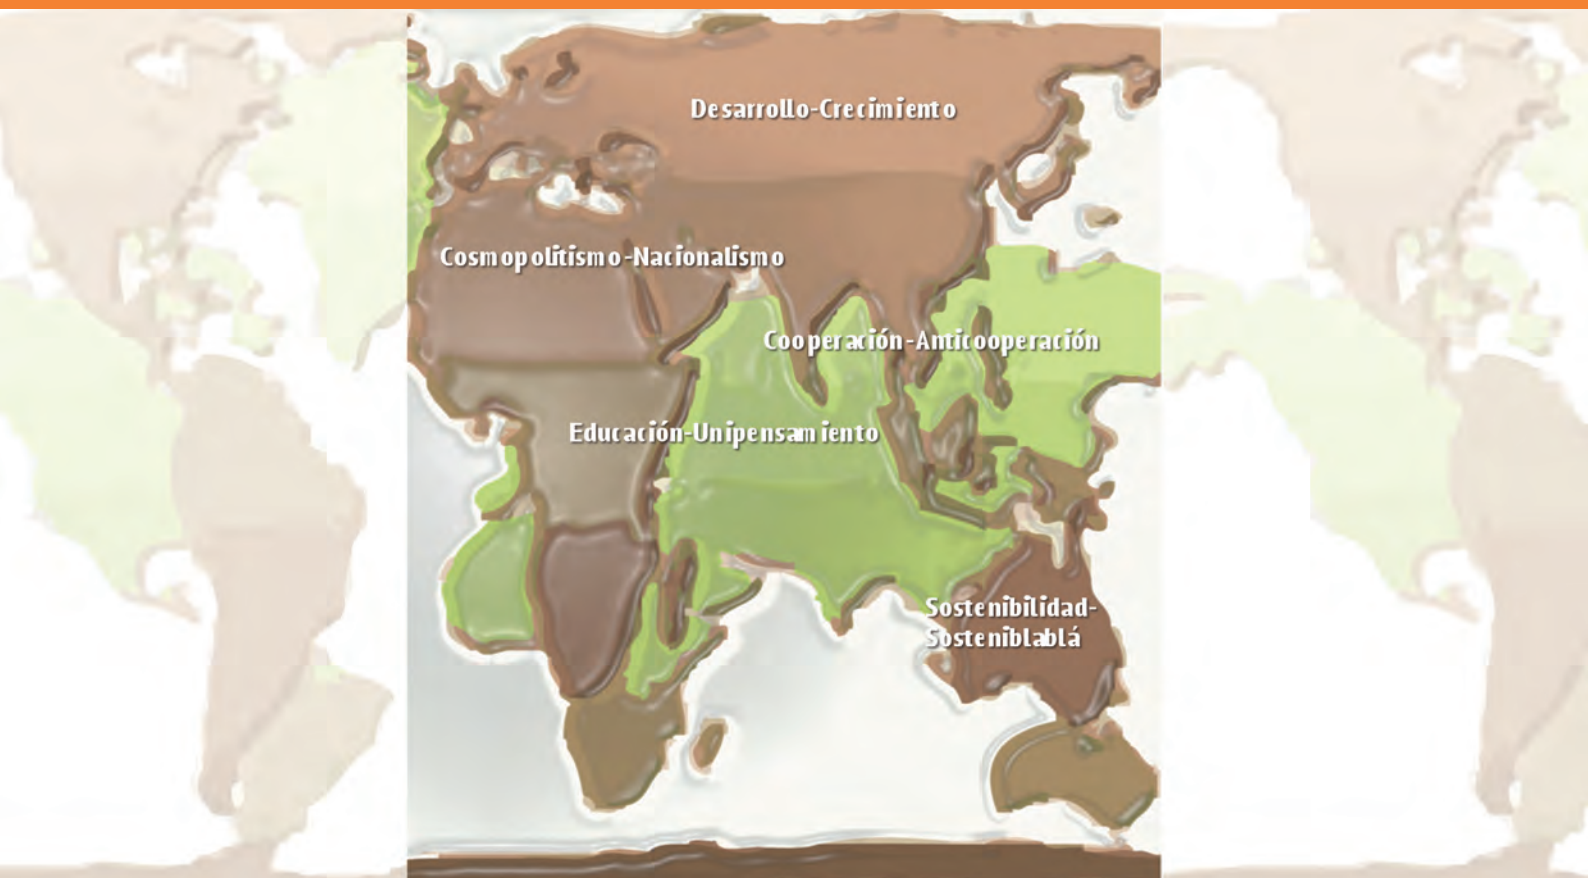 Desarrollo-Crecimiento
Cosmopolitismo-Nacionalismo
Cooperación-Anticooperación
Educación-Unipensamiento
Sostenibilidad-
Sosteniblablá